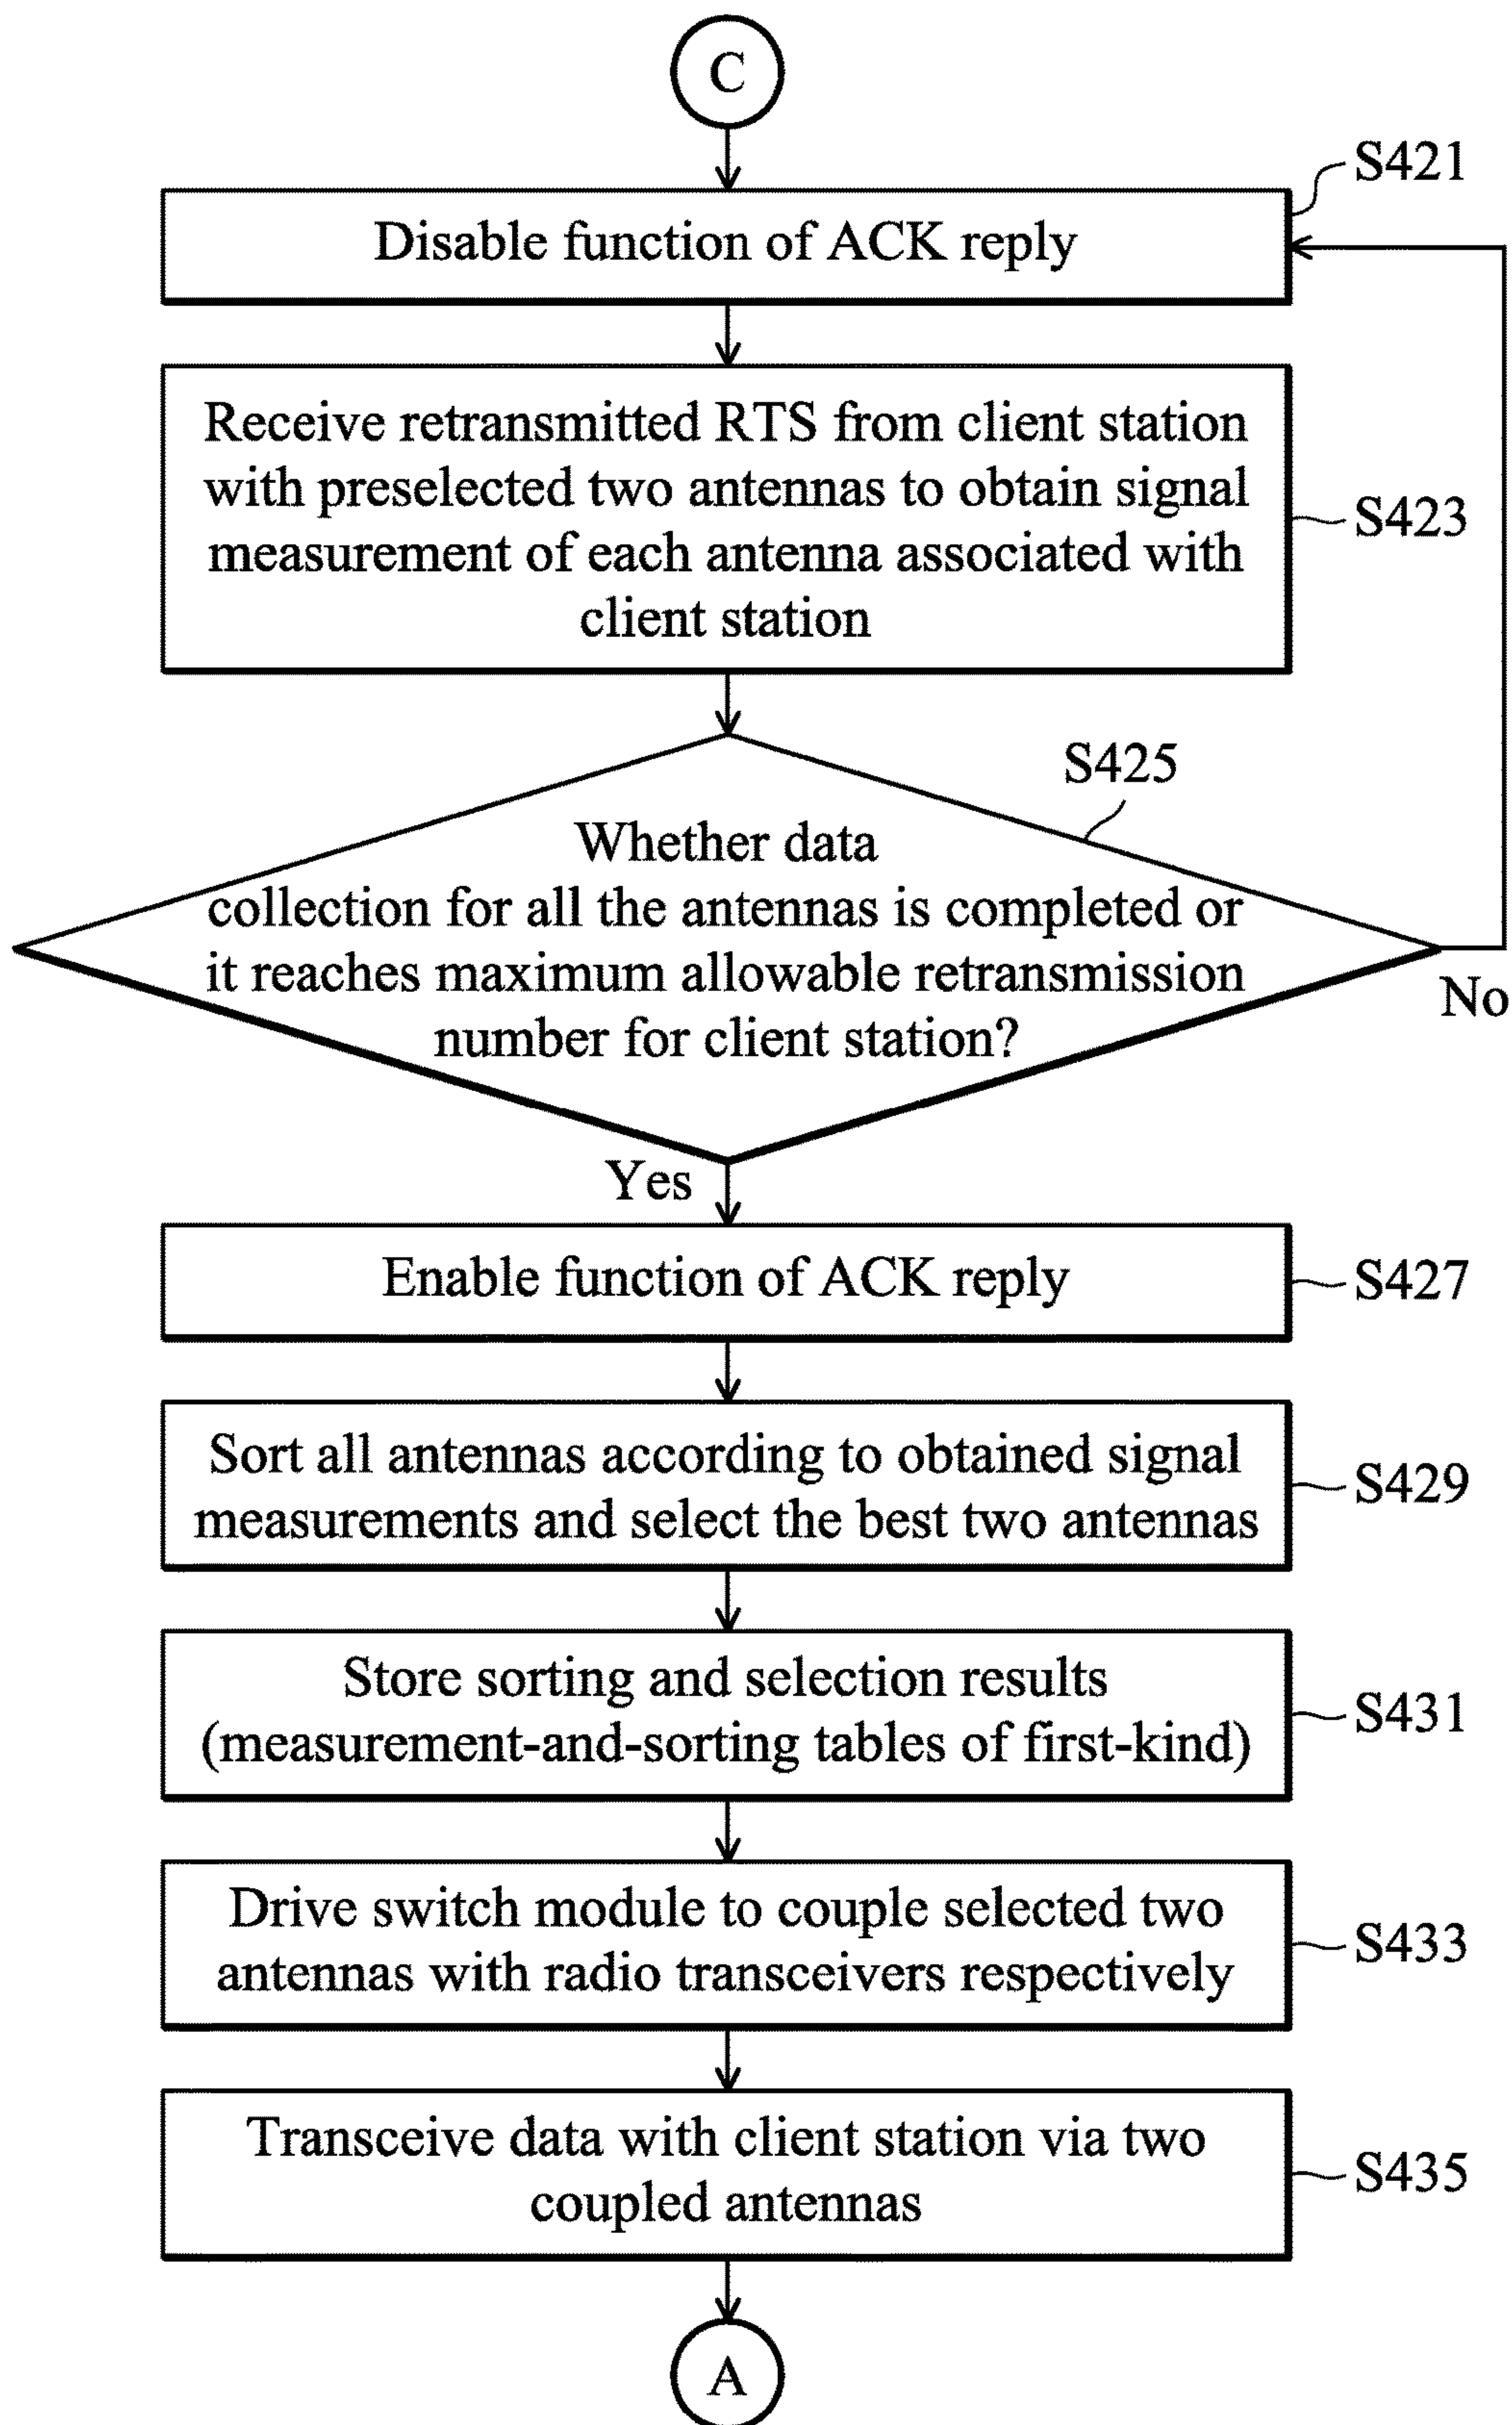 C
S421
Disable function of ACK reply
Receive retransmitted RTS from client station
with preselected two antennas to obtain signal
measurement of each antenna associated with
client station
S423
S425
Whether data
collection for all the antennas is completed or
it reaches maximum allowable retransmission
number for client station?
No
Yes
Enable function of ACK reply
S427
Sort all antennas according to obtained signal
measurements and select the best two antennas
S429
Store sorting and selection results
(measurement-and-sorting tables of first-kind)
S431
Drive switch module to couple selected two
antennas with radio transceivers respectively
S433
Transceive data with client station via two
coupled antennas
S435
A